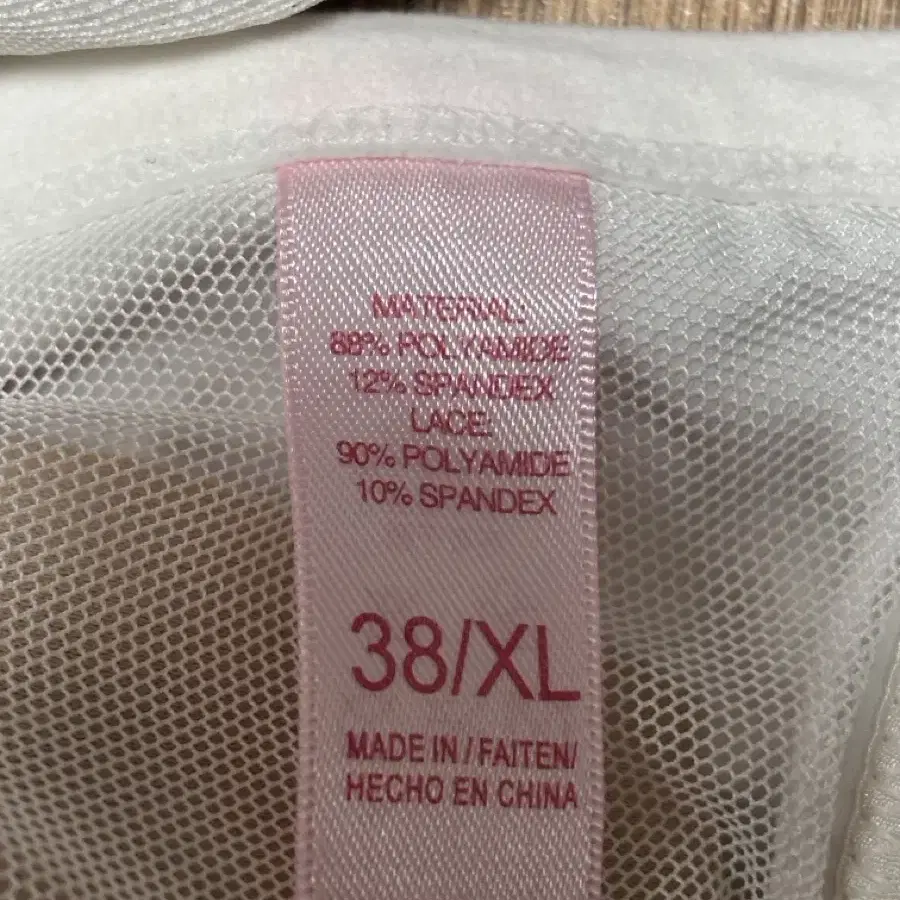 MATERIAL:
88% POLYAMIDE
12% SPANDEX
LACE:
90% POLYAMIDE
10% SPANDEX
38/XL
MADE IN / FAITEN/
HECHO EN CHINA